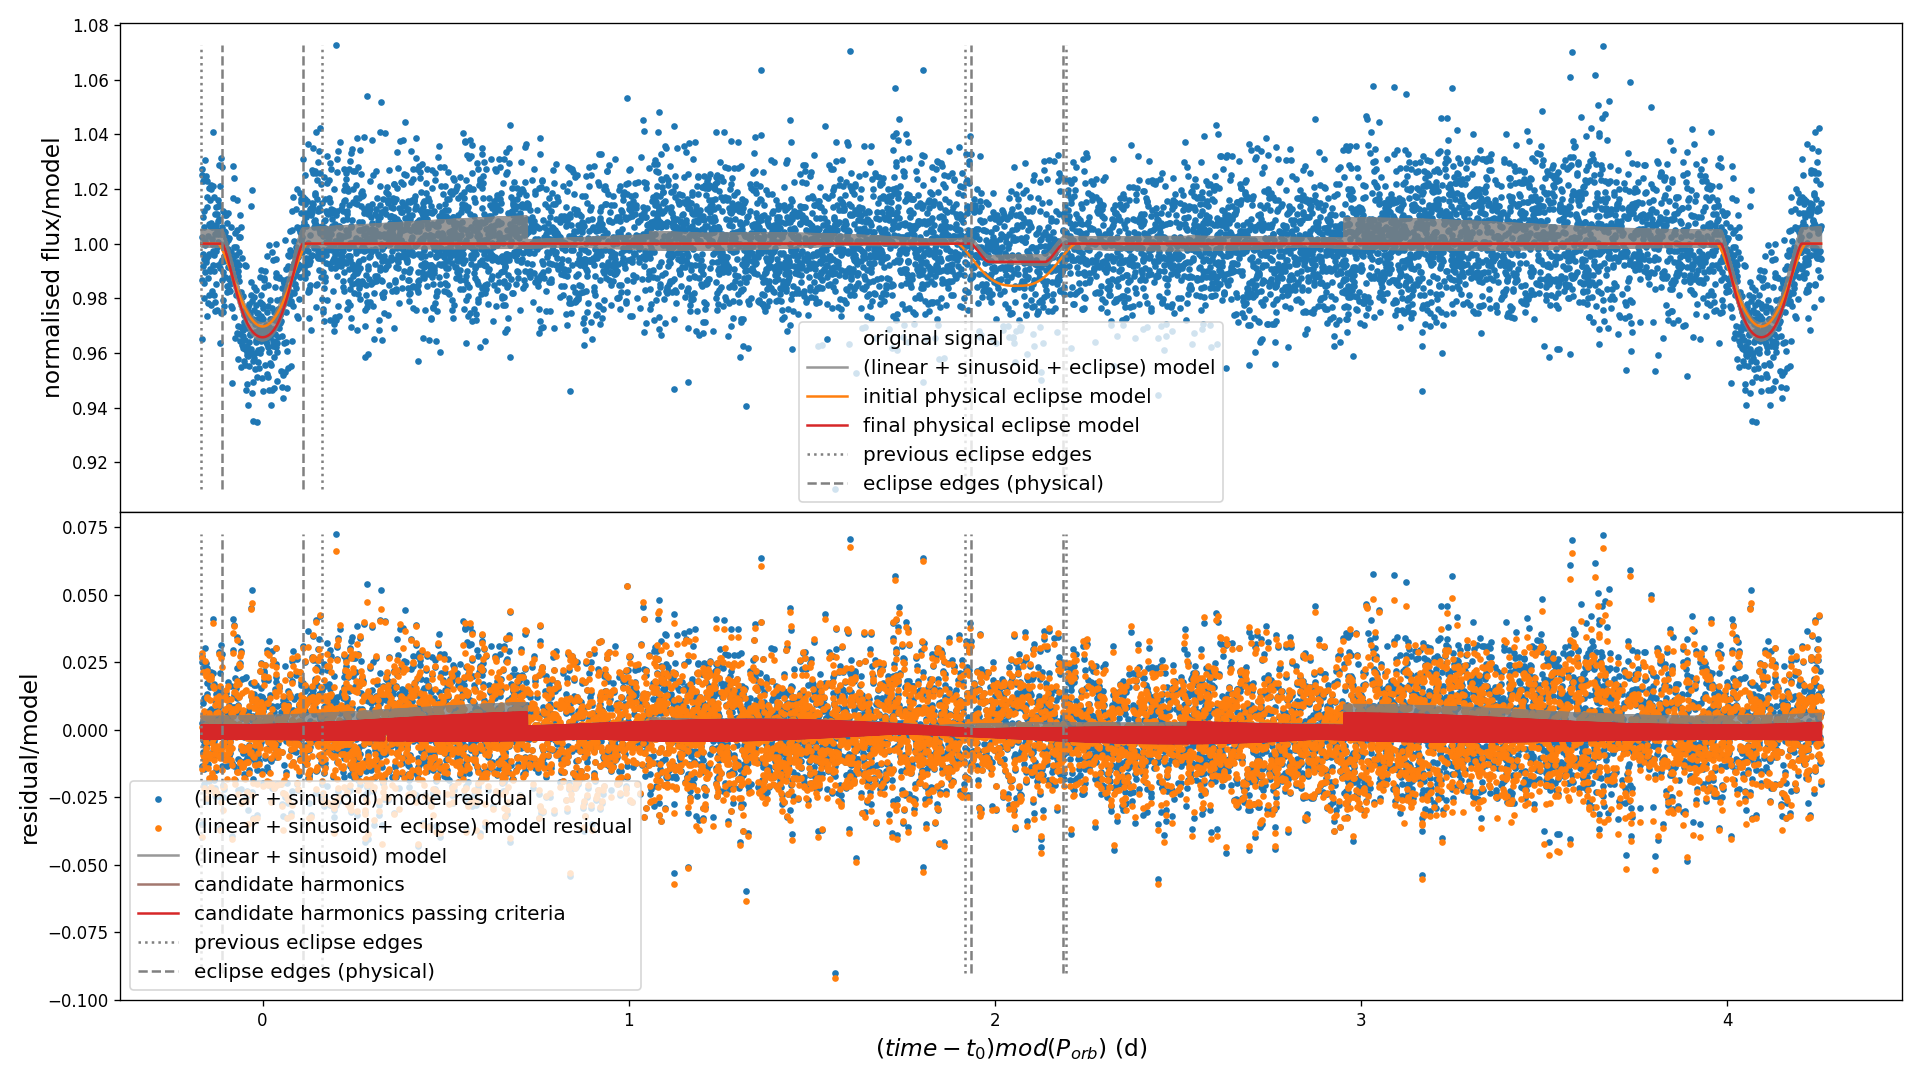 normalised flux/model
1.08
1.06
1.04
1.02
1.00
0.98
0.96
0.94
0.92
original signal
(linear + sinusoid + eclipse) model
initial physical eclipse model
final physical eclipse model
previous eclipse edges
eclipse edges (physical)
residual/model
0.075
0.050
0.025
0.000
−0.025
−0.050
−0.075
−0.100
(linear + sinusoid) model residual
(linear + sinusoid + eclipse) model residual
(linear + sinusoid) model
candidate harmonics
candidate harmonics passing criteria
previous eclipse edges
eclipse edges (physical)
0 1 2 3 4
(time − t₀)mod(P_orb) (d)